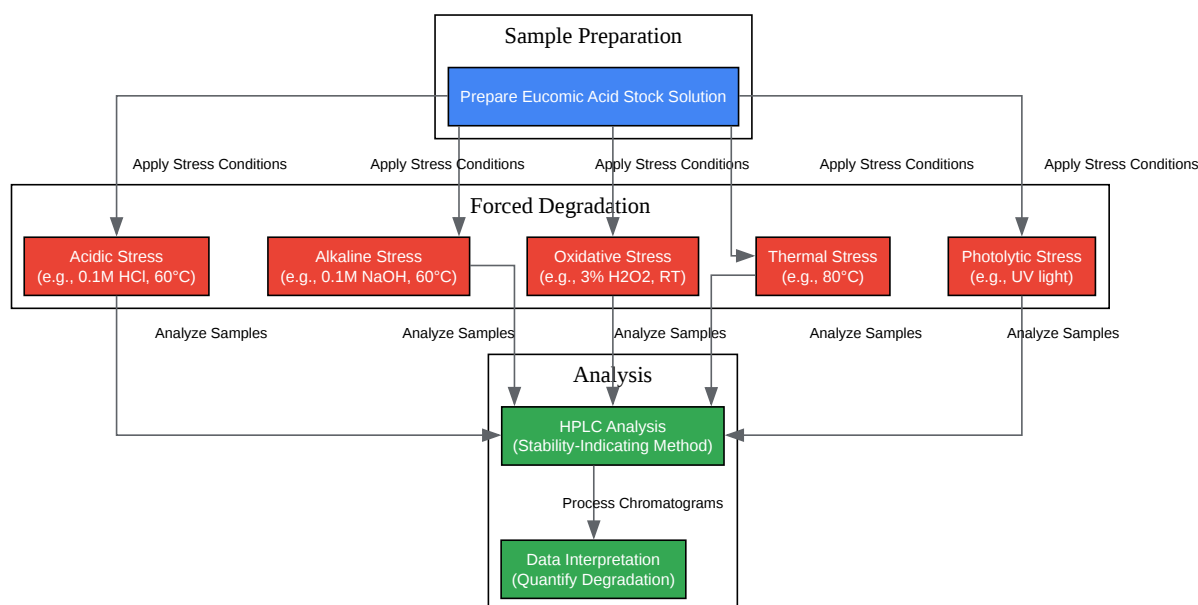 Sample Preparation
Prepare Eucomic Acid Stock Solution
Apply Stress Conditions
Apply Stress Conditions
Apply Stress Conditions
Apply Stress Conditions
Apply Stress Conditions
Forced Degradation
Acidic Stress
(e.g., 0.1M HCl, 60°C)
Alkaline Stress
(e.g., 0.1M NaOH, 60°C)
Oxidative Stress
(e.g., 3% H2O2, RT)
Thermal Stress
(e.g., 80°C)
Photolytic Stress
(e.g., UV light)
Analyze Samples
Analyze Samples
Analyze Samples
Analyze Samples
Analyze Samples
Analysis
HPLC Analysis
(Stability-Indicating Method)
Process Chromatograms
Data Interpretation
(Quantify Degradation)